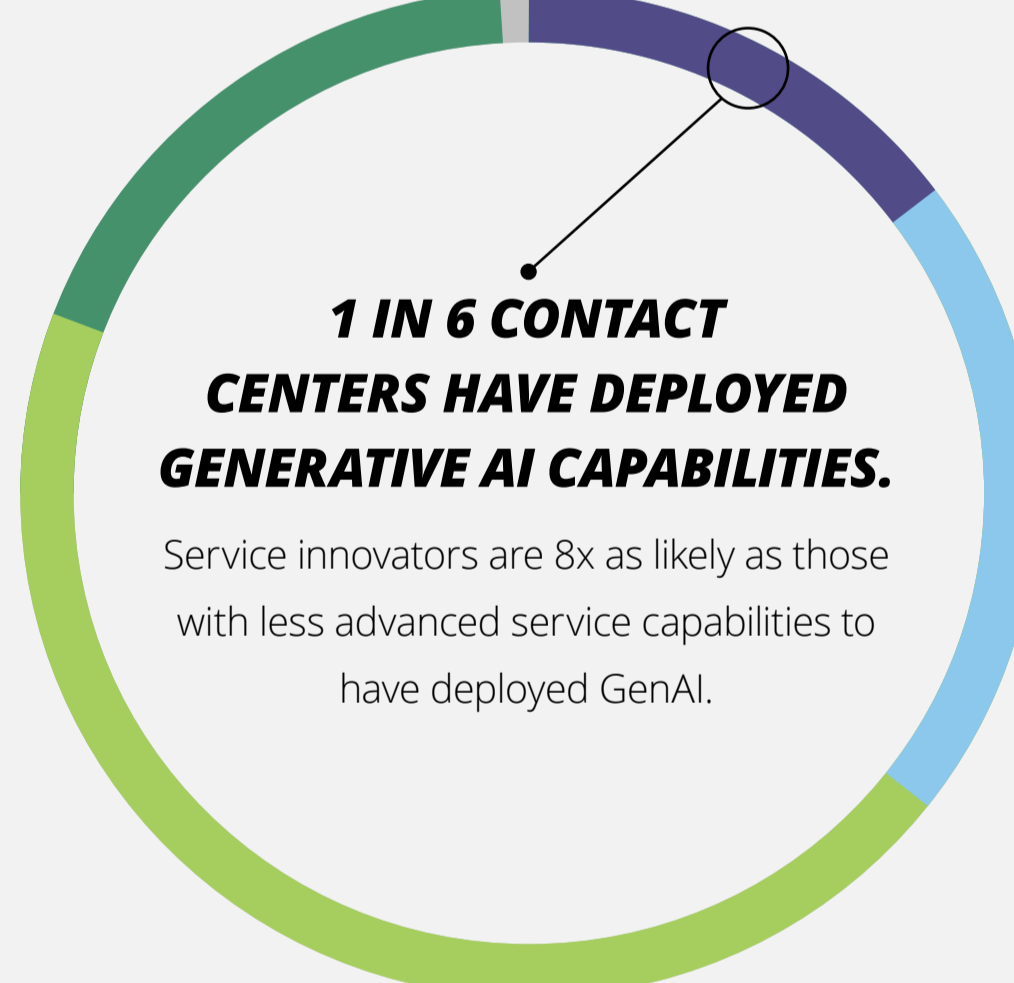 1 IN 6 CONTACT
CENTERS HAVE DEPLOYED
GENERATIVE AI CAPABILITIES.
Service innovators are 8x as likely as those
with less advanced service capabilities to
have deployed GenAI.